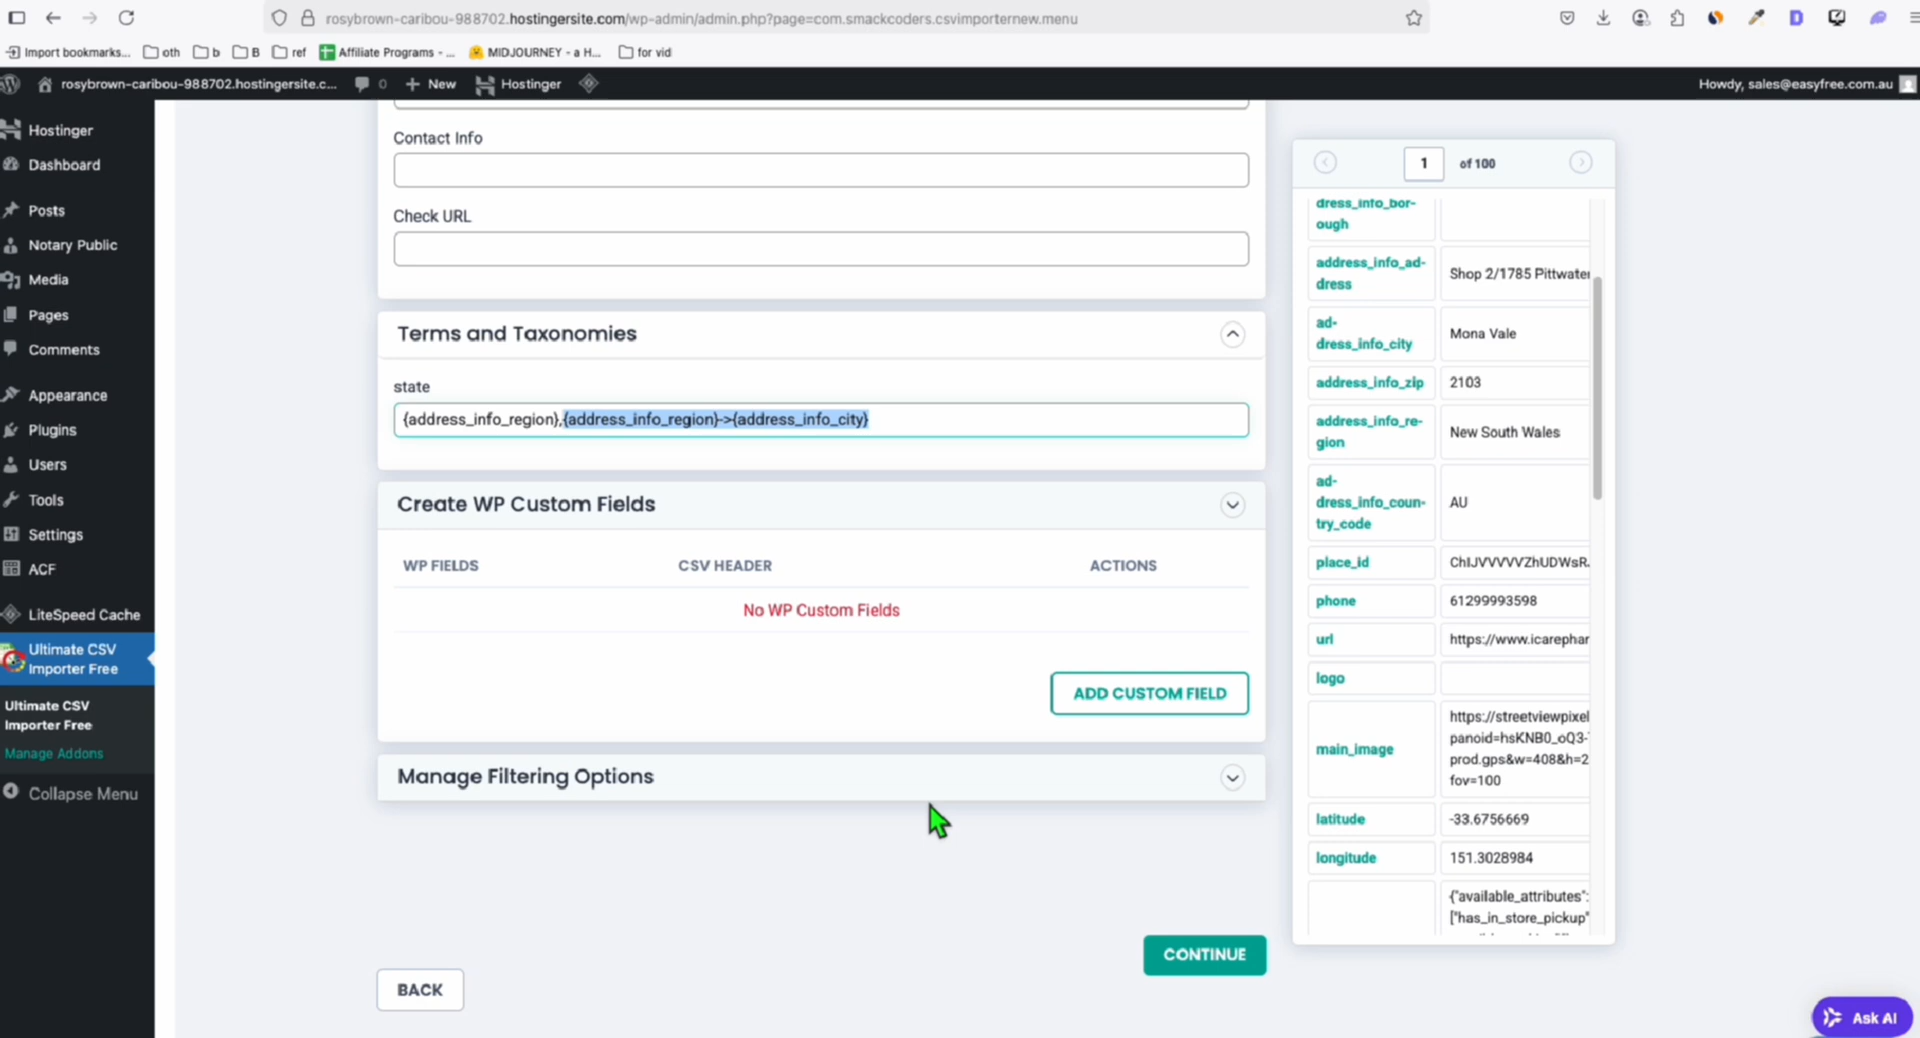 rosybrown-caribou-988702.hostingersite.com/wp-admin/admin.php?page=com.smackcoders.csvimporternew.menu
Import bookmarks... oth b B ref Affiliate Programs - ... MIDJOURNEY - a H... for vid
rosybrown-caribou-988702.hostingersite.c... 0 New Hostinger Howdy, sales@easyfree.com.au
Hostinger
Dashboard
Posts
Notary Public
Media
Pages
Comments
Appearance
Plugins
Users
Tools
Settings
ACF
LiteSpeed Cache
Ultimate CSV
Importer Free
Ultimate CSV
Importer Free
Manage Addons
Collapse Menu
Contact Info
Check URL
Terms and Taxonomies
state
{address_info_region},{address_info_region}->{address_info_city}
Create WP Custom Fields
WP FIELDS CSV HEADER ACTIONS
No WP Custom Fields
ADD CUSTOM FIELD
Manage Filtering Options
CONTINUE
BACK
1 of 100
dress_info_bor-
ough
address_info_ad-
dress
Shop 2/1785 Pittwater
ad-
dress_info_city
Mona Vale
address_info_zip 2103
address_info_re-
gion
New South Wales
ad-
dress_info_coun-
try_code
AU
place_id ChIJVVVVZhUDWsR
phone 61299993598
url https://www.icarephar
logo
main_image
https://streetviewpixel
panoid=hsKNB0_oQ3-
prod.gps&w=408&h=2
fov=100
latitude -33.6756669
longitude 151.3028984
{"available_attributes":
["has_in_store_pickup"
Ask AI